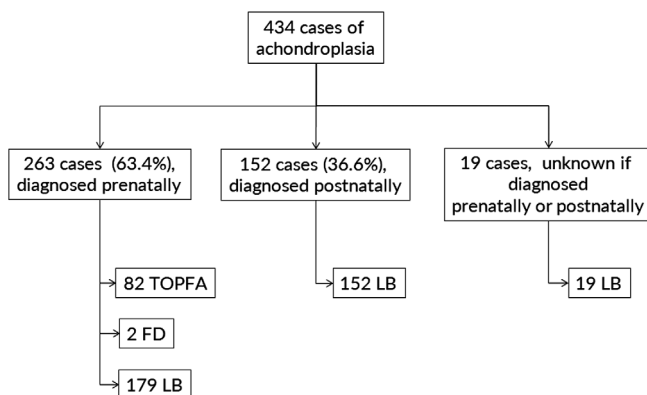 434 cases of
achondroplasia
263 cases (63.4%),
diagnosed prenatally
152 cases (36.6%),
diagnosed postnatally
19 cases, unknown if
diagnosed
prenatally or postnatally
82 TOPFA
152 LB
19 LB
2 FD
179 LB